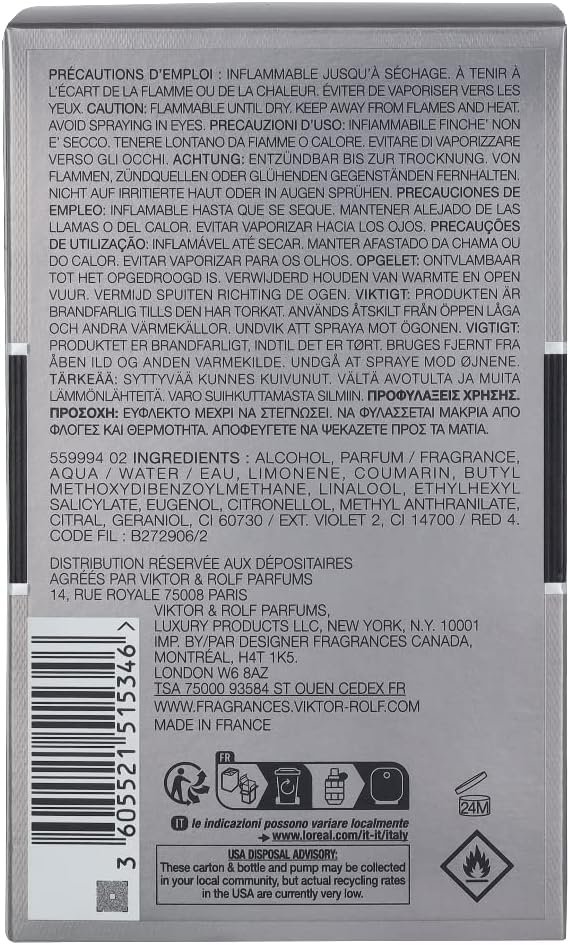 PRÉCAUTIONS D'EMPLOI : INFLAMMABLE JUSQU'À SÉCHAGE. À TENIR À
L'ÉCART DE LA FLAMME OU DE LA CHALEUR. ÉVITER DE VAPORISER VERS LES
YEUX. CAUTION: FLAMMABLE UNTIL DRY. KEEP AWAY FROM FLAMES AND HEAT.
AVOID SPRAYING IN EYES. PRECAUZIONI D'USO: INFIAMMABILE FINCHE' NON
E' SECCO. TENERE LONTANO DA FIAMME O CALORE. EVITARE DI VAPORIZZARE
VERSO GLI OCCHI. ACHTUNG: ENTZÜNDBAR BIS ZUR TROCKNUNG. VON
FLAMMEN, ZÜNDQUELLEN ODER GLÜHENDEN GEGENSTÄNDEN FERNHALTEN.
NICHT AUF IRRITIERTE HAUT ODER IN AUGEN SPRÜHEN. PRECAUCIONES DE
EMPLEO: INFLAMABLE HASTA QUE SE SEQUE. MANTENER ALEJADO DE LAS
LLAMAS O DEL CALOR. EVITAR VAPORIZAR HACIA LOS OJOS. PRECAUÇÕES
DE UTILIZAÇÃO: INFLAMÁVEL ATÉ SECAR. MANTER AFASTADO DA CHAMA OU
DO CALOR. EVITAR VAPORIZAR PARA OS OLHOS. OPGELET: ONTVLAMBAAR
TOT HET OPGEDROOGD IS. VERWIJDERD HOUDEN VAN WARMTE EN OPEN
VUUR. VERMIJD SPUITEN RICHTING DE OGEN. VIKTIGT: PRODUKTEN ÄR
BRANDFARLIG TILLS DEN HAR TORKAT. ANVÄNDS ÅTSKILT FRÅN ÖPPEN LÅGA
OCH ANDRA VÄRMEKÄLLOR. UNDVIK ATT SPRAYA MOT ÖGONEN. VIGTIGT:
PRODUKTET ER BRANDFARLIGT, INDTIL DET ER TØRT. BRUGES FJERNT FRA
ÅBEN ILD OG ANDEN VARMEKILDE. UNDGÅ AT SPRAYE MOD ØJNENE.
TÄRKEÄÄ: SYTTYVÄÄ KUNNES KUIVUNUT. VÄLTÄ AVOTULTA JA MUITA
LÄMMÖNLÄHTEITÄ. VARO SUIHKUTTAMASTA SILMIIN. ΠΡΟΦΥΛΑΞΕΙΣ ΧΡΗΣΗΣ.
ΠΡΟΣΟΧΗ: ΕΥΦΛΕΚΤΟ ΜΕΧΡΙ ΝΑ ΣΤΕΓΝΩΣΕΙ. ΝΑ ΦΥΛΑΣΣΕΤΑΙ ΜΑΚΡΙΑ ΑΠΟ
ΦΛΟΓΕΣ ΚΑΙ ΘΕΡΜΟΤΗΤΑ. ΑΠΟΦΕΥΓΕΤΕ ΝΑ ΨΕΚΑΖΕΤΕ ΠΡΟΣ ΤΑ ΜΑΤΙΑ.
559994 02 INGREDIENTS : ALCOHOL, PARFUM / FRAGRANCE,
AQUA / WATER / EAU, LIMONENE, COUMARIN, BUTYL
METHOXYDIBENZOYLMETHANE, LINALOOL, ETHYLHEXYL
SALICYLATE, EUGENOL, CITRONELLOL, METHYL ANTHRANILATE,
CITRAL, GERANIOL, CI 60730 / EXT. VIOLET 2, CI 14700 / RED 4.
CODE FIL : B272906/2
DISTRIBUTION RÉSERVÉE AUX DÉPOSITAIRES
AGRÉÉS PAR VIKTOR & ROLF PARFUMS
14, RUE ROYALE 75008 PARIS
VIKTOR & ROLF PARFUMS,
LUXURY PRODUCTS LLC, NEW YORK, N.Y. 10001
IMP. BY/PAR DESIGNER FRAGRANCES CANADA,
MONTRÉAL, H4T 1K5.
LONDON W6 8AZ
TSA 75000 93584 ST OUEN CEDEX FR
WWW.FRAGRANCES.VIKTOR-ROLF.COM
MADE IN FRANCE
3 605521 515346 >
FR
24M
IT le indicazioni possono variare localmente
www.loreal.com/it-it/italy
USA DISPOSAL ADVISORY:
These carton & bottle and pump may be collected
in your local community, but actual recycling rates
in the USA are currently very low.